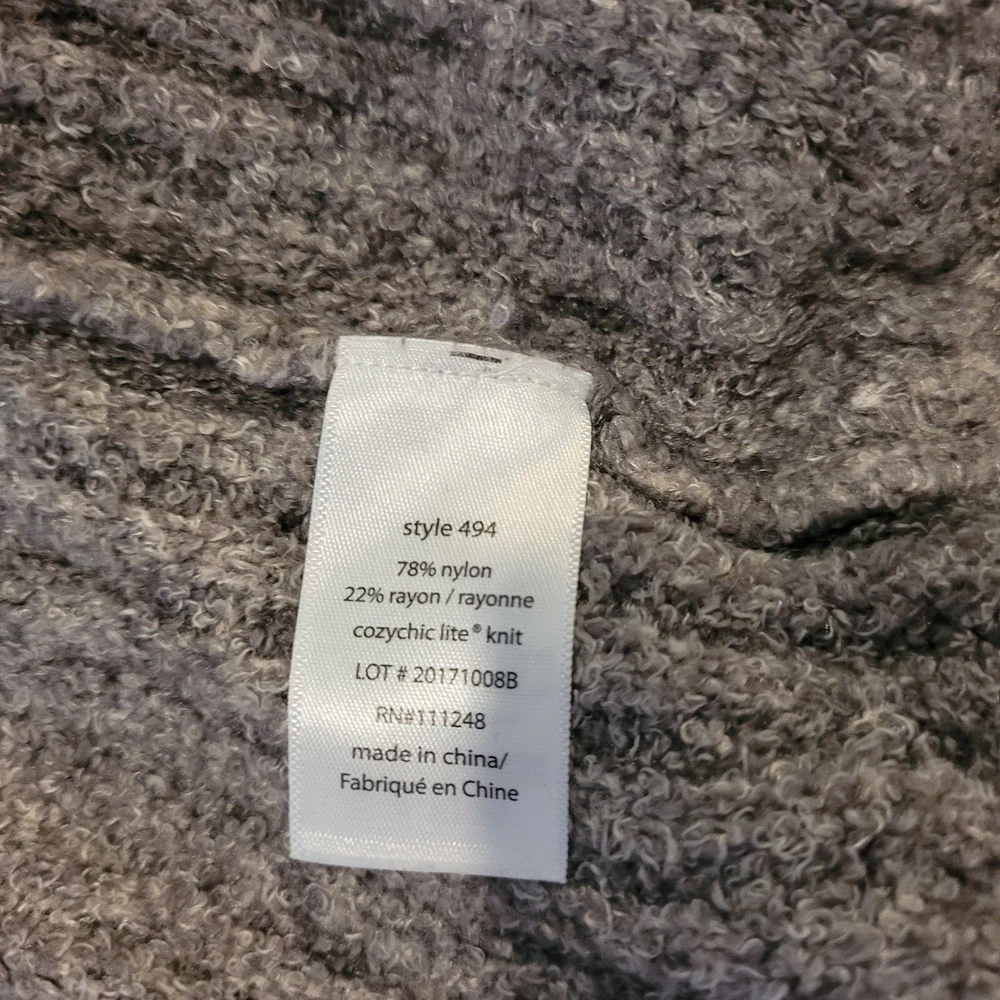 style 494
78% nylon
22% rayon / rayonne
cozychic lite® knit
LOT # 20171008B
RN#111248
made in china/
Fabriqué en Chine